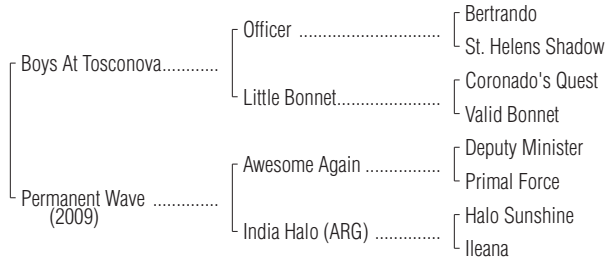 Bertrando
Officer ..............................
St. Helens Shadow
Boys At Tosconova............
Coronado's Quest
Little Bonnet......................
Valid Bonnet
Deputy Minister
Awesome Again ................
Primal Force
Permanent Wave ..............
(2009)
Halo Sunshine
India Halo (ARG) ..............
Ileana